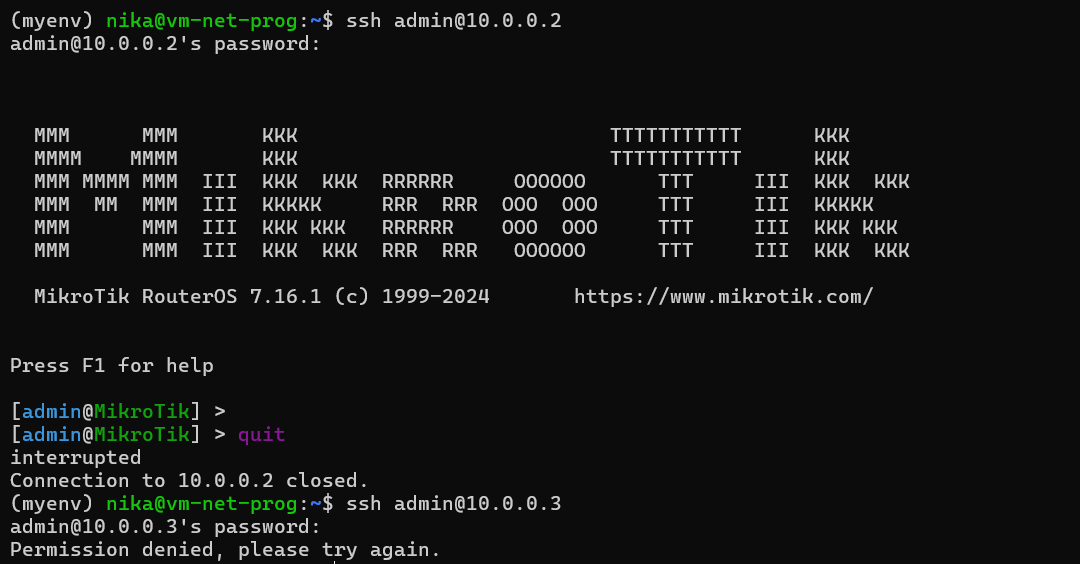 (myenv) nika@vm-net-prog:~$ ssh admin@10.0.0.2
admin@10.0.0.2's password:
  MMM      MMM       KKK                          TTTTTTTTTTT      KKK
  MMMM    MMMM       KKK                          TTTTTTTTTTT      KKK
  MMM MMMM MMM  III  KKK  KKK  RRRRRR     OOOOOO      TTT     III  KKK  KKK
  MMM  MM  MMM  III  KKKKK     RRR  RRR  OOO  OOO     TTT     III  KKKKK
  MMM      MMM  III  KKK KKK   RRRRRR    OOO  OOO     TTT     III  KKK KKK
  MMM      MMM  III  KKK  KKK  RRR  RRR   OOOOOO      TTT     III  KKK  KKK
  MikroTik RouterOS 7.16.1 (c) 1999-2024       https://www.mikrotik.com/
Press F1 for help
[admin@MikroTik] >
[admin@MikroTik] > quit
interrupted
Connection to 10.0.0.2 closed.
(myenv) nika@vm-net-prog:~$ ssh admin@10.0.0.3
admin@10.0.0.3's password:
Permission denied, please try again.